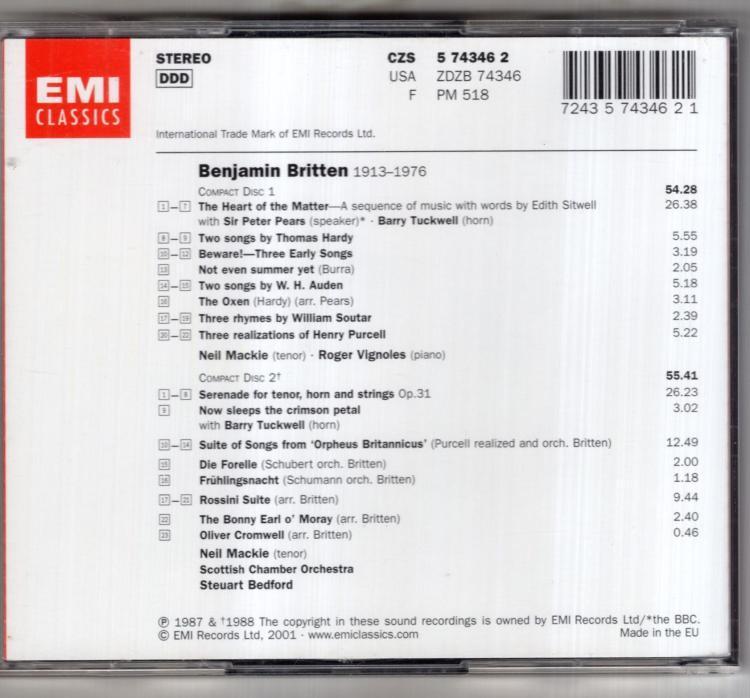 EMI
CLASSICS
STEREO
DDD
CZS 5 74346 2
USA ZDZB 74346
F PM 518
7243 5 74346 2 1
International Trade Mark of EMI Records Ltd.
Benjamin Britten 1913–1976
COMPACT DISC 1 54.28
1–7 The Heart of the Matter—A sequence of music with words by Edith Sitwell 26.38
with Sir Peter Pears (speaker)* · Barry Tuckwell (horn)
8–9 Two songs by Thomas Hardy 5.55
10–12 Beware!—Three Early Songs 3.19
13 Not even summer yet (Burra) 2.05
14–15 Two songs by W. H. Auden 5.18
16 The Oxen (Hardy) (arr. Pears) 3.11
17–19 Three rhymes by William Soutar 2.39
20–22 Three realizations of Henry Purcell 5.22
Neil Mackie (tenor) · Roger Vignoles (piano)
COMPACT DISC 2† 55.41
1–8 Serenade for tenor, horn and strings Op.31 26.23
9 Now sleeps the crimson petal 3.02
with Barry Tuckwell (horn)
10–14 Suite of Songs from ‘Orpheus Britannicus’ (Purcell realized and orch. Britten) 12.49
15 Die Forelle (Schubert orch. Britten) 2.00
16 Frühlingsnacht (Schumann orch. Britten) 1.18
17–21 Rossini Suite (arr. Britten) 9.44
22 The Bonny Earl o’ Moray (arr. Britten) 2.40
23 Oliver Cromwell (arr. Britten) 0.46
Neil Mackie (tenor)
Scottish Chamber Orchestra
Steuart Bedford
℗ 1987 & †1988 The copyright in these sound recordings is owned by EMI Records Ltd/*the BBC.
© EMI Records Ltd, 2001 · www.emiclassics.com Made in the EU